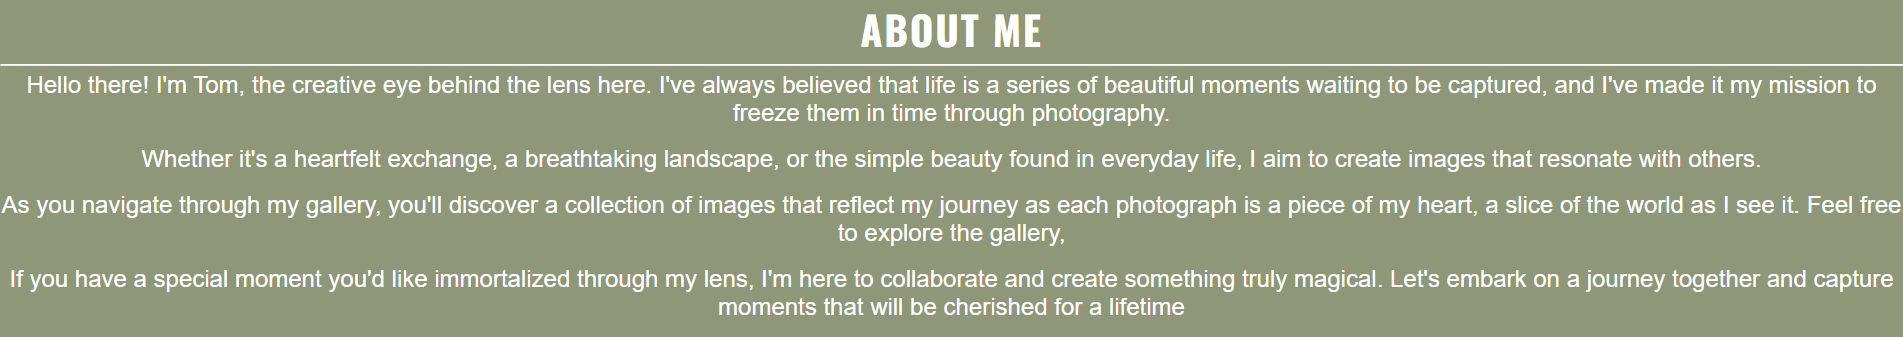 ABOUT ME
Hello there! I'm Tom, the creative eye behind the lens here. I've always believed that life is a series of beautiful moments waiting to be captured, and I've made it my mission to
freeze them in time through photography.
Whether it's a heartfelt exchange, a breathtaking landscape, or the simple beauty found in everyday life, I aim to create images that resonate with others.
As you navigate through my gallery, you'll discover a collection of images that reflect my journey as each photograph is a piece of my heart, a slice of the world as I see it. Feel free
to explore the gallery,
If you have a special moment you'd like immortalized through my lens, I'm here to collaborate and create something truly magical. Let's embark on a journey together and capture
moments that will be cherished for a lifetime